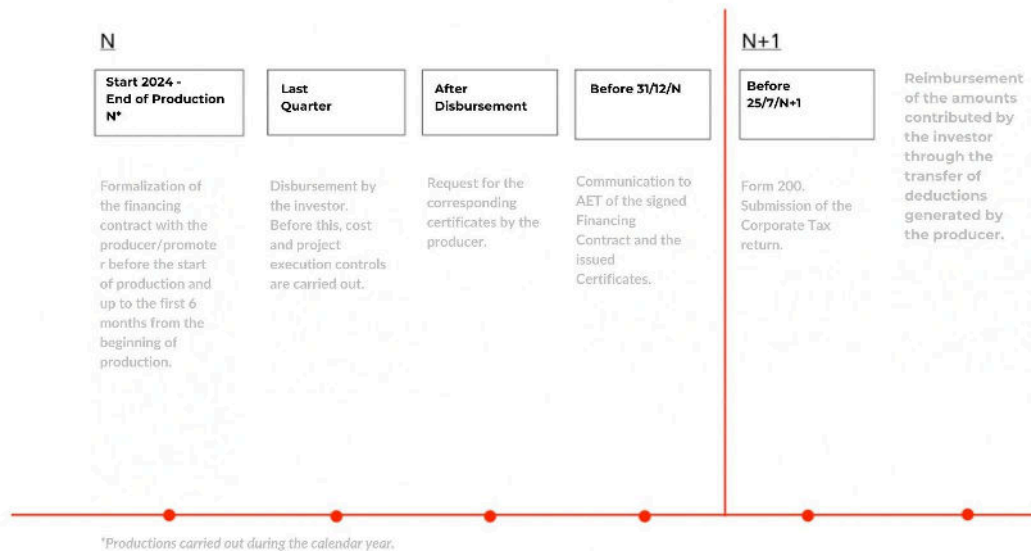 N
N+1
Start 2024 -
End of Production
N*
Last
Quarter
After
Disbursement
Before 31/12/N
Before
25/7/N+1
Reimbursement
of the amounts
contributed by
the investor
through the
transfer of
deductions
generated by
the producer.
Formalization of
the financing
contract with the
producer/promote
r before the start
of production and
up to the first 6
months from the
beginning of
production.
Disbursement by
the investor.
Before this, cost
and project
execution controls
are carried out.
Request for the
corresponding
certificates by the
producer.
Communication to
AET of the signed
Financing
Contract and the
issued
Certificates.
Form 200.
Submission of the
Corporate Tax
return.
*Productions carried out during the calendar year.